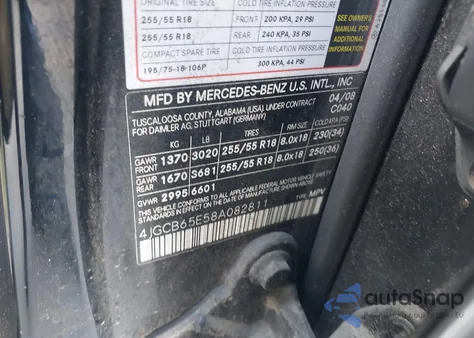 ORIGINAL TIRE SIZE COLD TIRE INFLATION PRESSURE
255/55 R18 FRONT 200 KPA, 29 PSI
255/55 R18 REAR 240 KPA, 35 PSI
COMPACT SPARE TIRE COLD TIRE INFLATION PRESSURE
195/75-18-106P 300 KPA, 44 PSI
SEE OWNER'S
MANUAL FOR
ADDITIONAL
INFORMATION
MFD BY MERCEDES-BENZ U.S. INTL., INC
TUSCALOOSA COUNTY, ALABAMA (USA) UNDER CONTRACT 04/08
FOR DAIMLER AG, STUTTGART (GERMANY) C040
KG LB TIRES RIM SIZE COLD KPA (PSI)
GAWR FRONT 1370 3020 255/55 R18 8.0x18 230(34)
GAWR REAR 1670 3681 255/55 R18 8.0x18 250(36)
GVWR 2995 6601
THIS VEHICLE CONFORMS TO ALL APPLICABLE
FEDERAL MOTOR VEHICLE SAFETY STANDARDS
IN EFFECT ON THE DATE OF MANUFACTURE
SHOWN ABOVE. TYPE: MPV
4JGCB65E58A082811
autoSnap